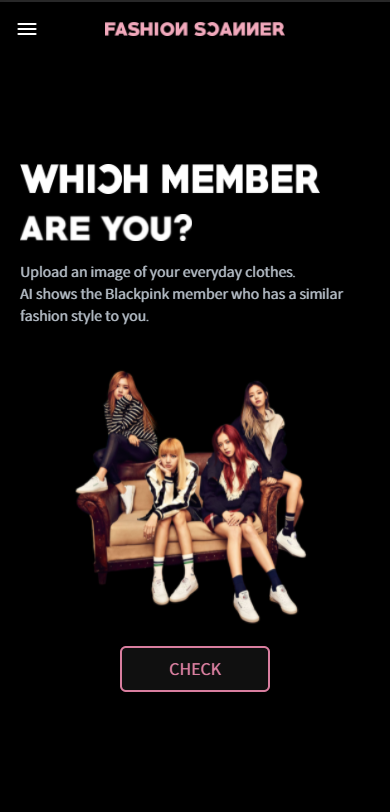 FASHION SCANNER
WHICH MEMBER
ARE YOU?
Upload an image of your everyday clothes.
AI shows the Blackpink member who has a similar
fashion style to you.
CHECK